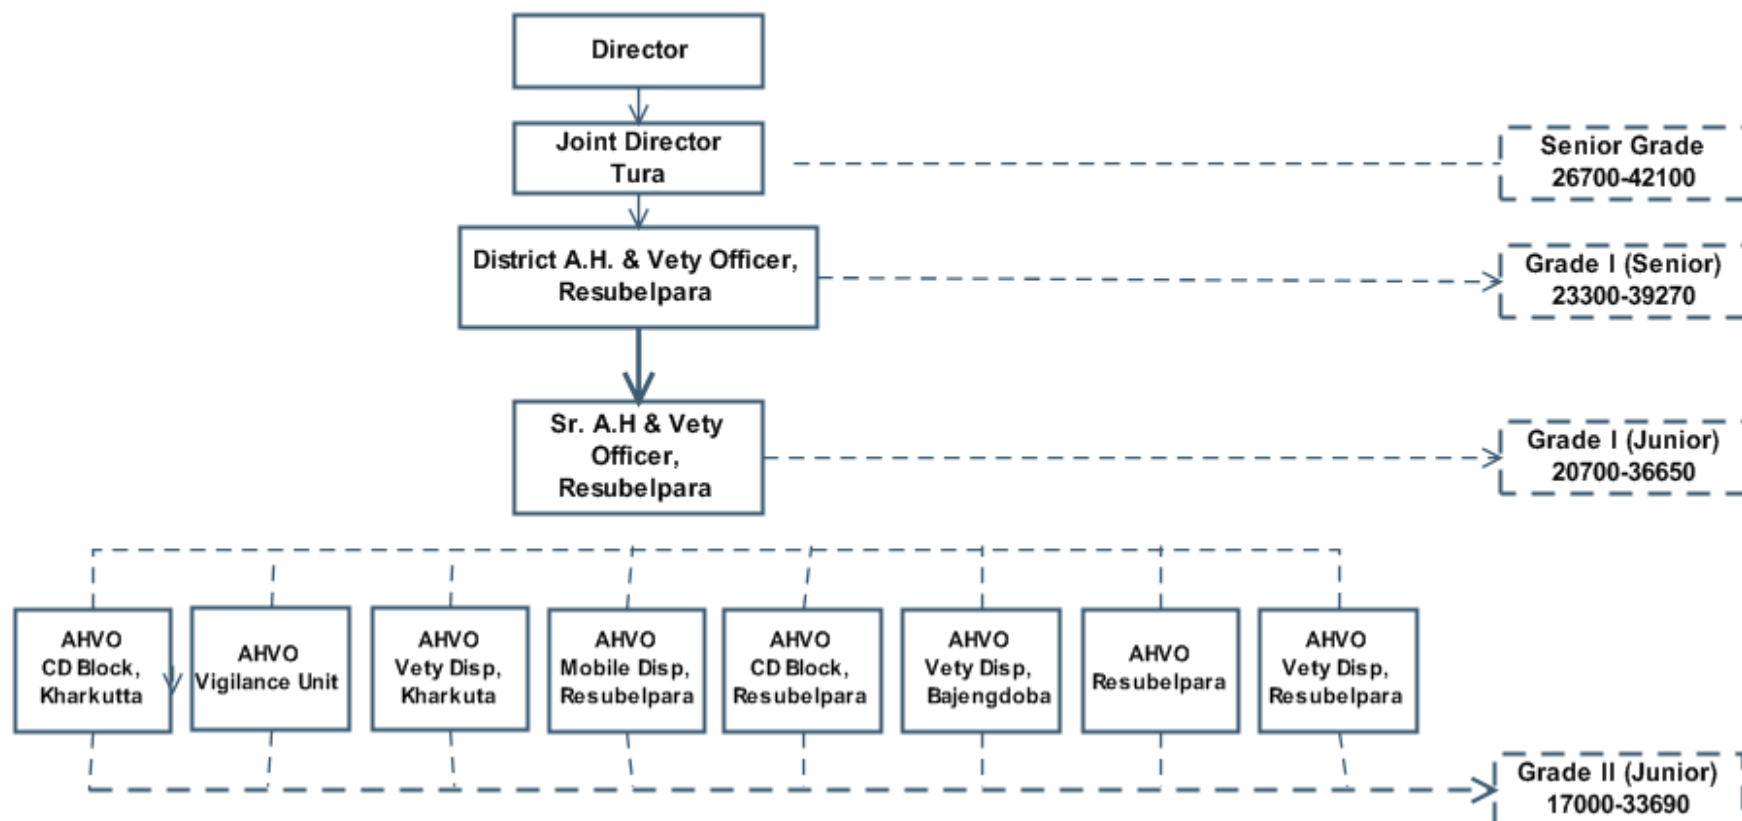 Director
Joint Director
Tura
Senior Grade
26700-42100
District A.H. & Vety Officer,
Resubelpara
Grade I (Senior)
23300-39270
Sr. A.H & Vety
Officer,
Resubelpara
Grade I (Junior)
20700-36650
AHVO
CD Block,
Kharkutta
AHVO
Vigilance Unit
AHVO
Vety Disp,
Kharkuta
AHVO
Mobile Disp,
Resubelpara
AHVO
CD Block,
Resubelpara
AHVO
Vety Disp,
Bajengdoba
AHVO
Resubelpara
AHVO
Vety Disp,
Resubelpara
Grade II (Junior)
17000-33690